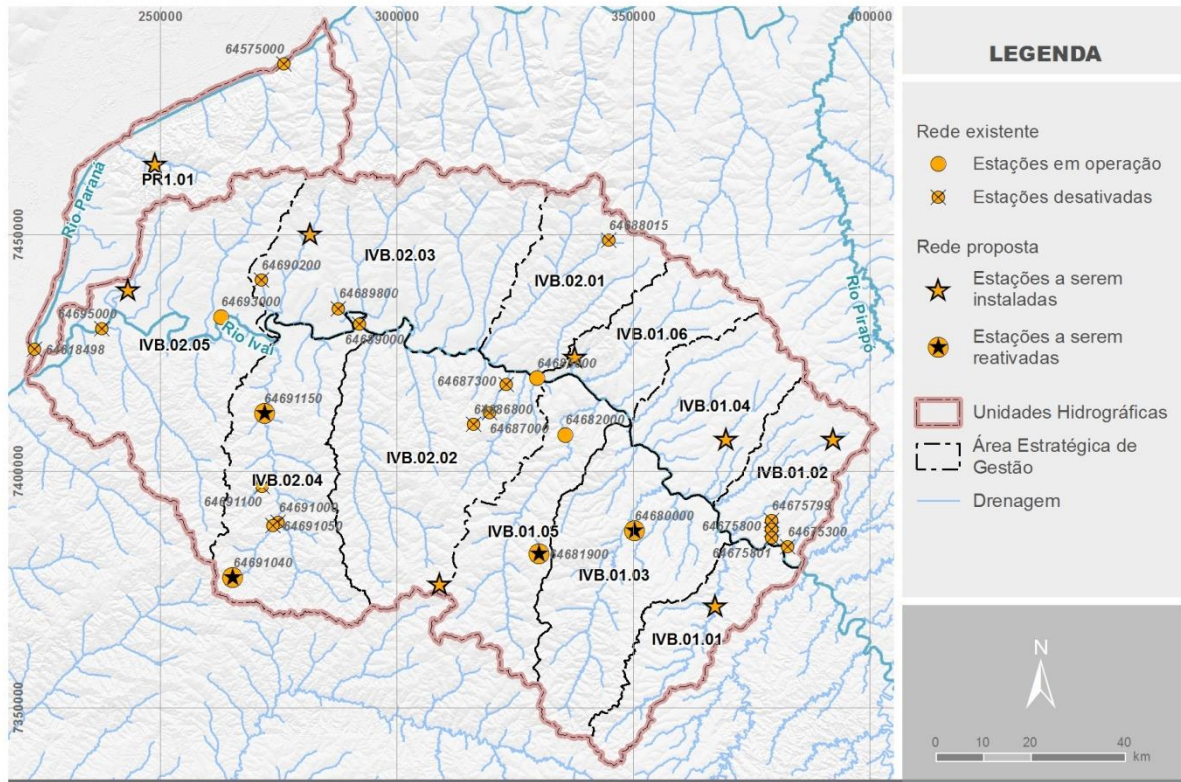 250000
300000
350000
400000
64575000
PR1.01
Rio Paraná
7450000
64688015
IVB.02.03
IVB.02.01
64690200
64693000
64689800
64695000
64689000
Rio Ivaí
IVB.02.05
64618498
IVB.01.06
Rio Pirapó
64687300
64691150
64686800
64687000
64682000
IVB.01.04
IVB.02.02
7400000
IVB.01.02
IVB.02.04
64691100
64691000
64691050
64675799
64675800
64675300
64675801
IVB.01.05
64680000
64681900
64691040
IVB.01.03
IVB.01.01
7350000
LEGENDA
Rede existente
Estações em operação
Estações desativadas
Rede proposta
Estações a serem
instaladas
Estações a serem
reativadas
Unidades Hidrográficas
Área Estratégica de
Gestão
Drenagem
N
0 10 20 40
km